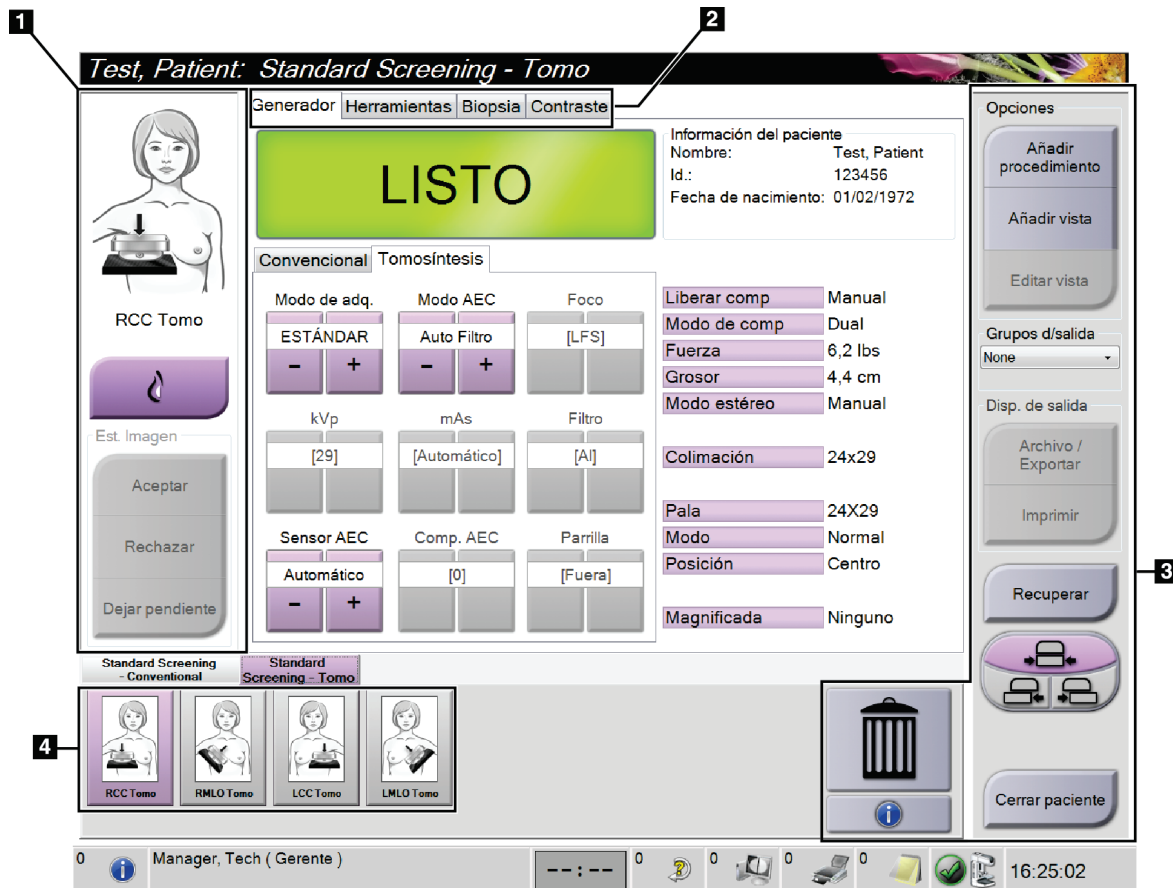 1
2
Test, Patient: Standard Screening - Tomo
Generador Herramientas Biopsia Contraste
LISTO
Información del paciente
Nombre: Test, Patient
Id.: 123456
Fecha de nacimiento: 01/02/1972
RCC Tomo
Est. Imagen
Aceptar
Rechazar
Dejar pendiente
Convencional Tomosíntesis
Modo de adq. Modo AEC Foco
ESTÁNDAR Auto Filtro [LFS]
- + - +
kVp mAs Filtro
[29] [Automático] [Al]
Sensor AEC Comp. AEC Parrilla
Automático [0] [Fuera]
- +
Liberar comp Manual
Modo de comp Dual
Fuerza 6,2 lbs
Grosor 4,4 cm
Modo estéreo Manual
Colimación 24x29
Pala 24X29
Modo Normal
Posición Centro
Magnificada Ninguno
Opciones
Añadir
procedimiento
Añadir vista
Editar vista
Grupos d/salida
None
Disp. de salida
Archivo /
Exportar
Imprimir
3
Recuperar
Cerrar paciente
Standard Screening
- Conventional
Standard
Screening - Tomo
4
RCC Tomo RMLO Tomo LCC Tomo LMLO Tomo
0 Manager, Tech ( Gerente ) --:-- 0 0 0 0 16:25:02